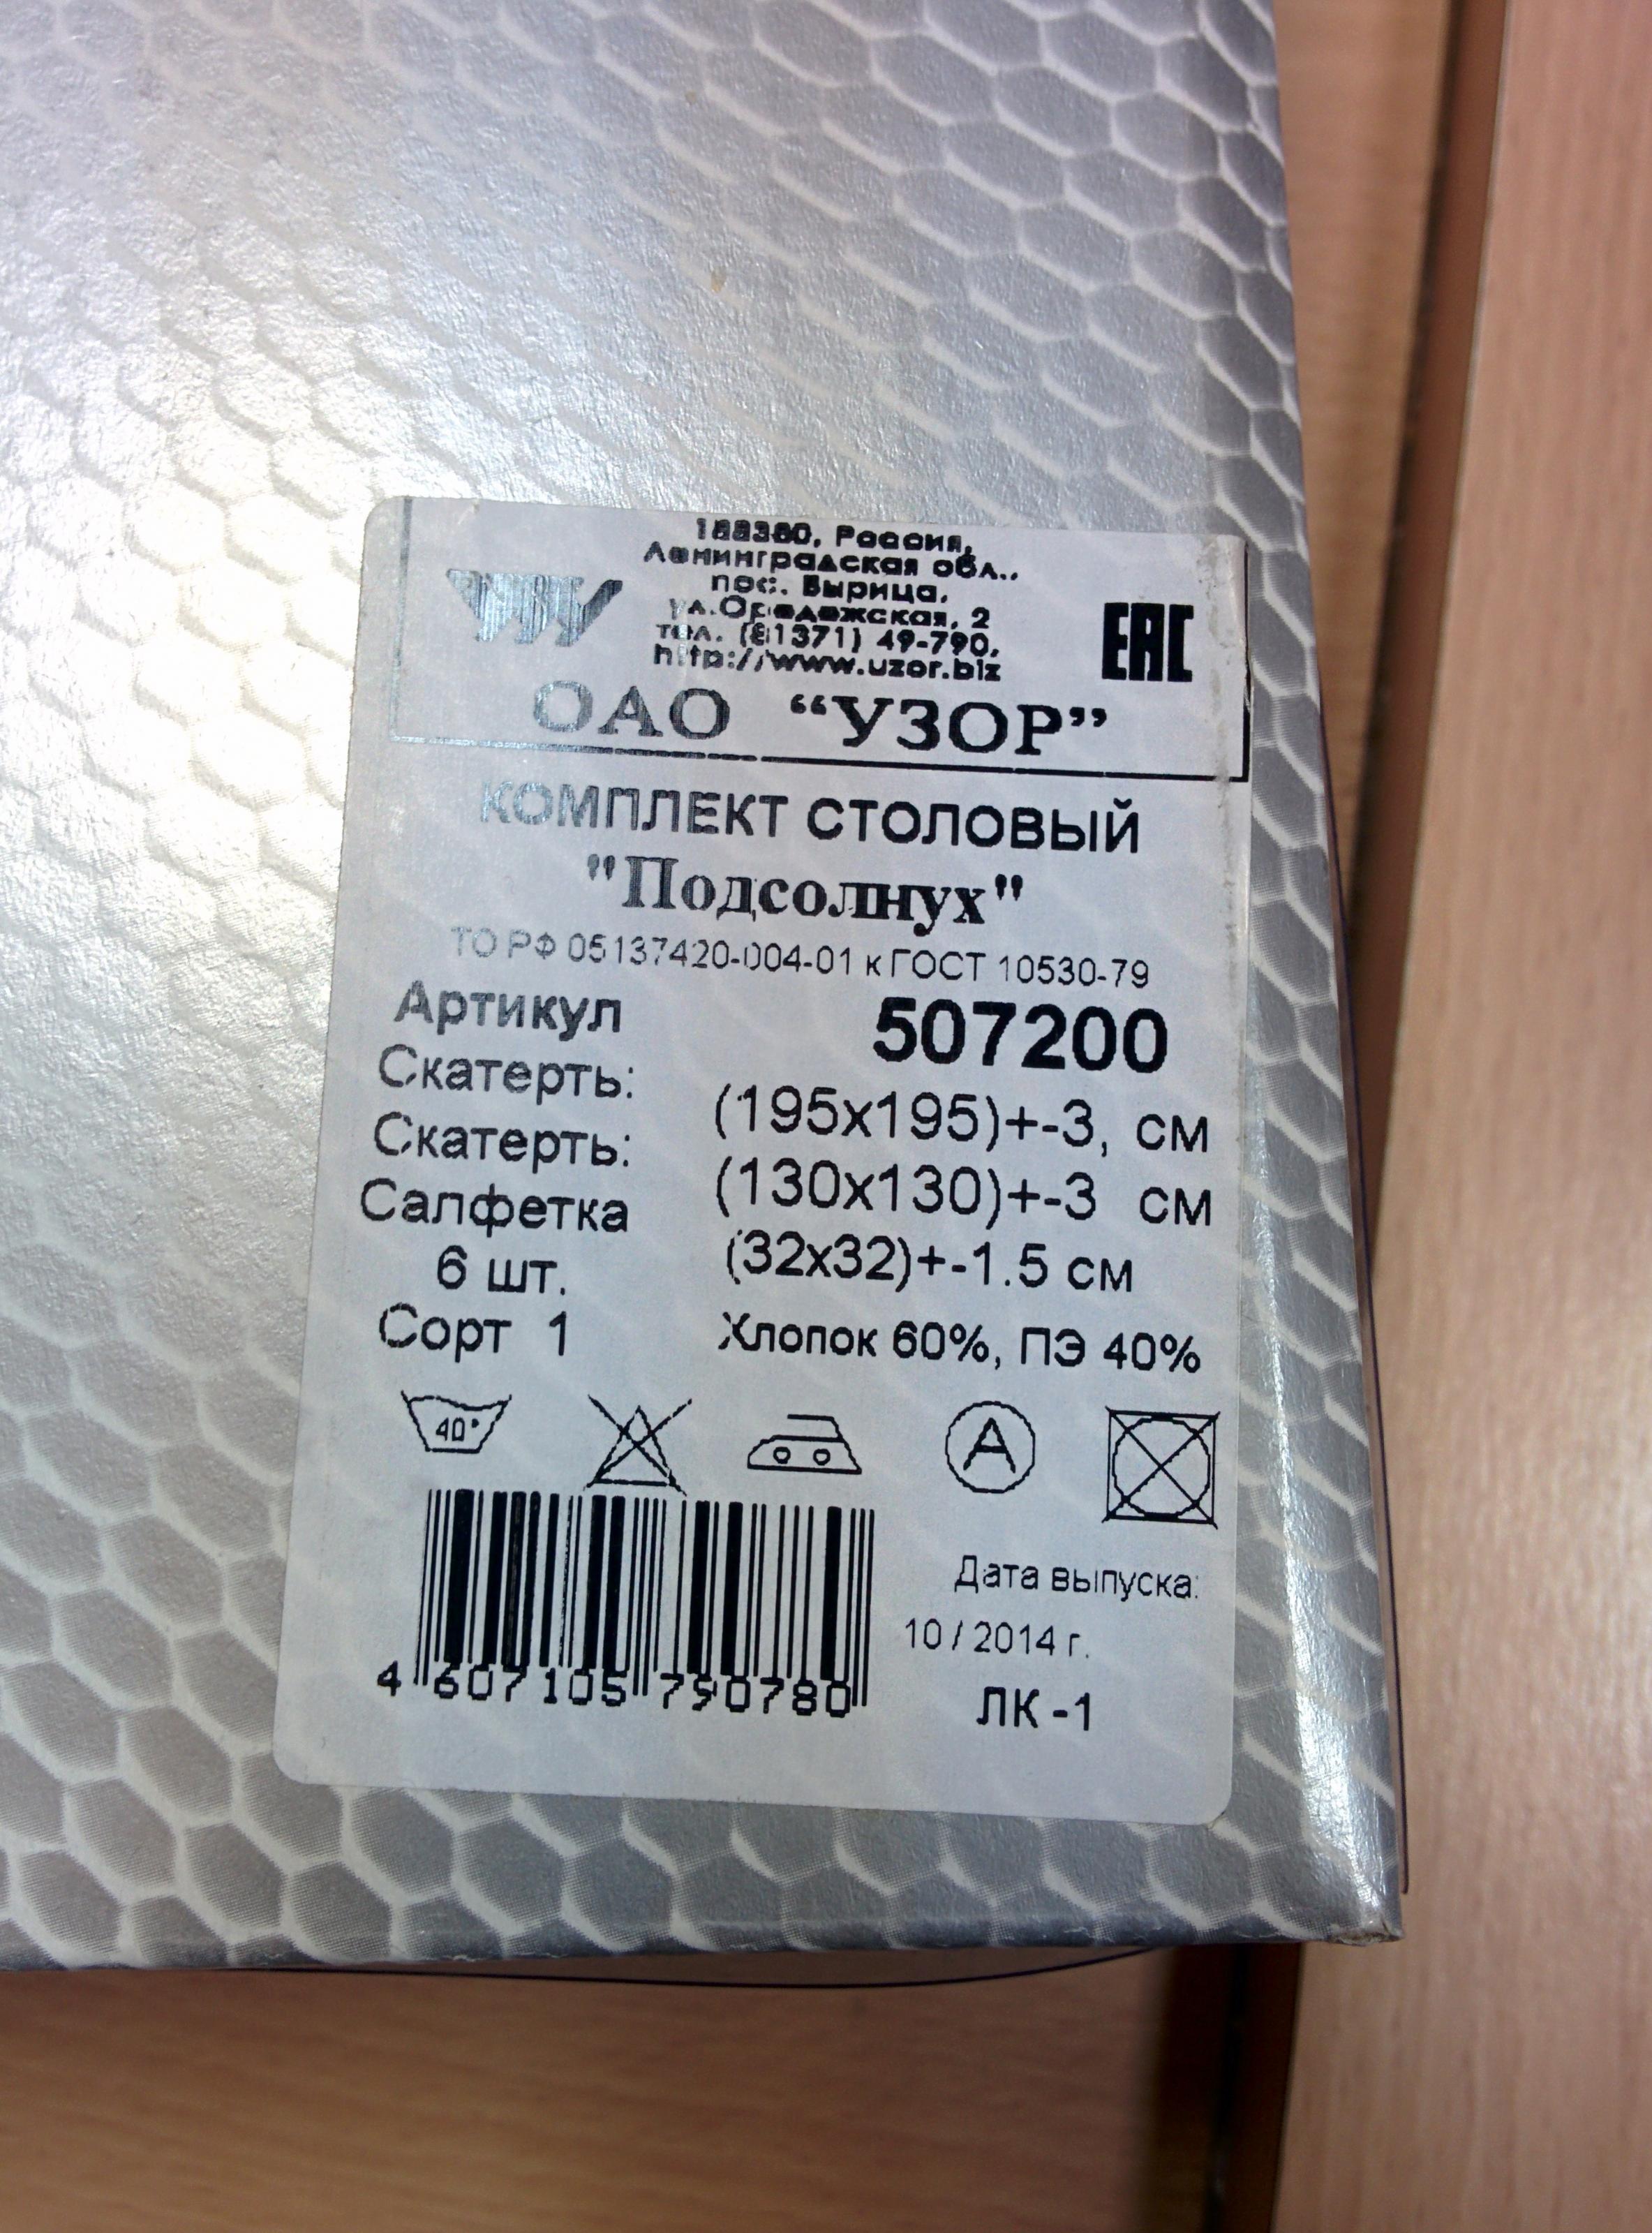 188380, Россия,
Ленинградская обл.,
пос. Вырица,
ул.Оредежская, 2
тел. (81371) 49-790,
http://www.uzor.biz
EAC
ОАО “УЗОР”
КОМПЛЕКТ СТОЛОВЫЙ
"Подсолнух"
ТО РФ 05137420-004-01 к ГОСТ 10530-79
Артикул 507200
Скатерть: (195х195)+-3, см
Скатерть: (130х130)+-3 см
Салфетка (32х32)+-1.5 см
6 шт.
Сорт 1 Хлопок 60%, ПЭ 40%
40° A
Дата выпуска:
10 / 2014 г.
4 607105 790780
ЛК -1